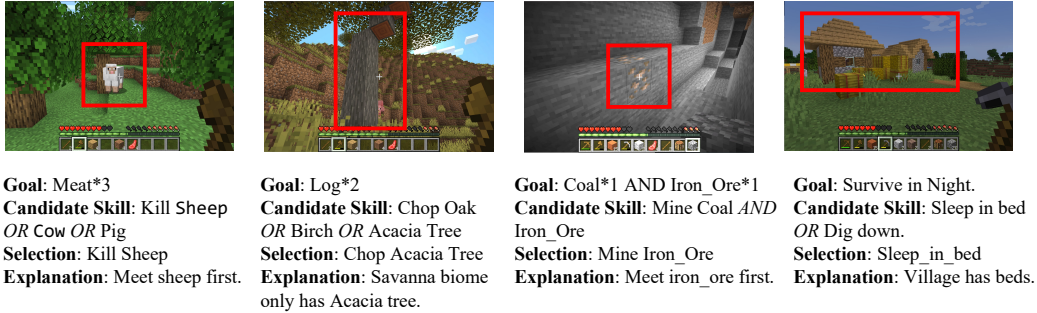 Goal: Meat*3
Candidate Skill: Kill Sheep
OR Cow OR Pig
Selection: Kill Sheep
Explanation: Meet sheep first.
Goal: Log*2
Candidate Skill: Chop Oak
OR Birch OR Acacia Tree
Selection: Chop Acacia Tree
Explanation: Savanna biome
only has Acacia tree.
Goal: Coal*1 AND Iron_Ore*1
Candidate Skill: Mine Coal AND
Iron_Ore
Selection: Mine Iron_Ore
Explanation: Meet iron_ore first.
Goal: Survive in Night.
Candidate Skill: Sleep in bed
OR Dig down.
Selection: Sleep_in_bed
Explanation: Village has beds.